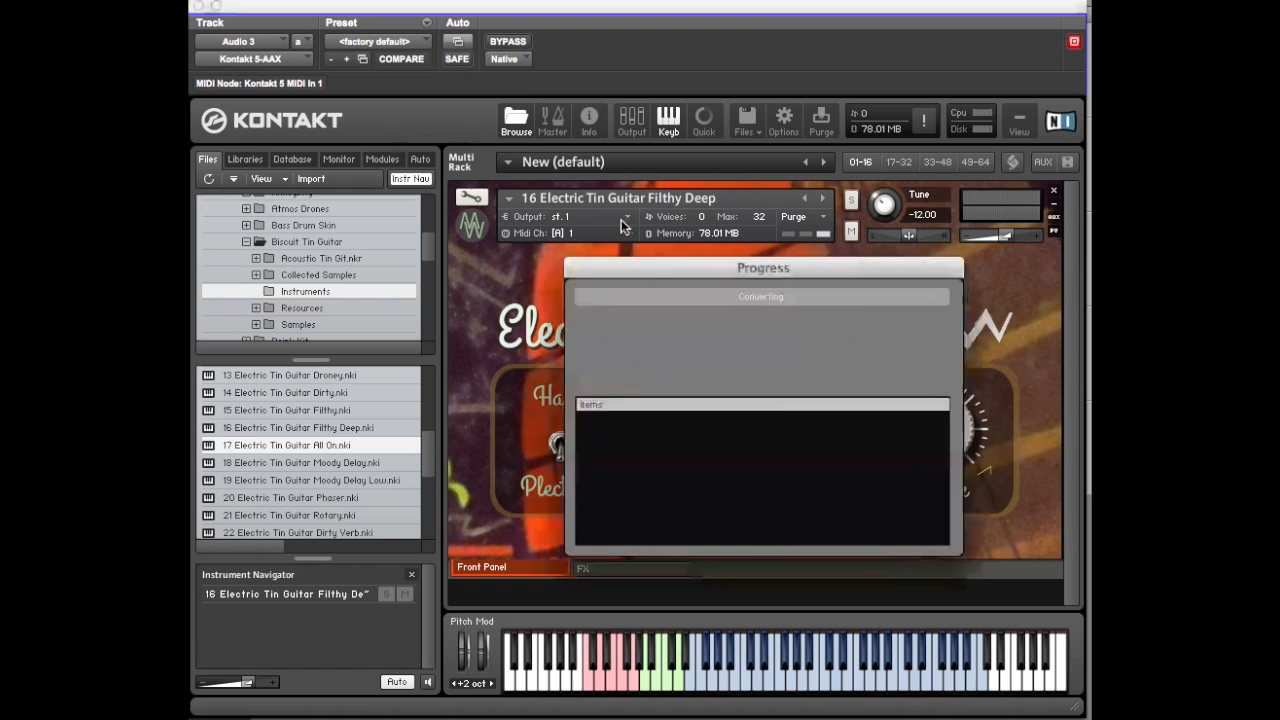 Track Preset Auto
Audio 3 a <factory default> BYPASS
Kontakt 5-AAX - + COMPARE SAFE Native
MIDI Node: Kontakt 5 MIDI In 1
KONTAKT
Browse Master Info Output Keyb Quick Files Options Purge
0
78.01 MB
!
Cpu
Disk
View
NI
Files Libraries Database Monitor Modules Auto
View Import Instr Nav
Atmos Drones
Bass Drum Skin
Biscuit Tin Guitar
Acoustic Tin Git.nkr
Collected Samples
Instruments
Resources
Samples
13 Electric Tin Guitar Droney.nki
14 Electric Tin Guitar Dirty.nki
15 Electric Tin Guitar Filthy.nki
16 Electric Tin Guitar Filthy Deep.nki
17 Electric Tin Guitar All On.nki
18 Electric Tin Guitar Moody Delay.nki
19 Electric Tin Guitar Moody Delay Low.nki
20 Electric Tin Guitar Phaser.nki
21 Electric Tin Guitar Rotary.nki
22 Electric Tin Guitar Dirty Verb.nki
Instrument Navigator
16 Electric Tin Guitar Filthy De~ S M
- + Auto
Multi
Rack
New (default)
01-16 17-32 33-48 49-64 AUX
16 Electric Tin Guitar Filthy Deep
Output: st.1 Voices: 0 Max: 32 Purge
Midi Ch: [A] 1 Memory: 78.01 MB
S
M
Tune
-12.00
AUX
PV
Progress
Converting
Items
Front Panel FX
Pitch Mod
+2 oct